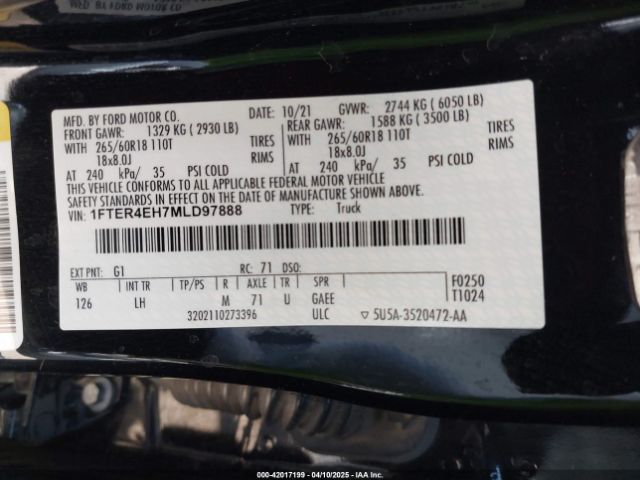 MFD. BY FORD MOTOR CO.
MFD. BY FORD MOTOR CO. DATE: 10/21 GVWR: 2744 KG ( 6050 LB)
FRONT GAWR: 1329 KG ( 2930 LB) REAR GAWR: 1588 KG ( 3500 LB)
WITH 265/60R18 110T TIRES WITH 265/60R18 110T TIRES
18x8.0J RIMS 18x8.0J RIMS
AT 240 kPa/ 35 PSI COLD AT 240 kPa/ 35 PSI COLD
THIS VEHICLE CONFORMS TO ALL APPLICABLE FEDERAL MOTOR VEHICLE
SAFETY STANDARDS IN EFFECT ON THE DATE OF MANUFACTURE SHOWN ABOVE.
VIN: 1FTER4EH7MLD97888 TYPE: Truck
EXT PNT: G1 RC: 71 DSO:
WB INT TR TP/PS R AXLE TR SPR F0250
126 LH M 71 U GAEE T1024
3202110273396 ULC ▽ 5U5A-3520472-AA
000-42017199 04/10/2025 IAA Inc.